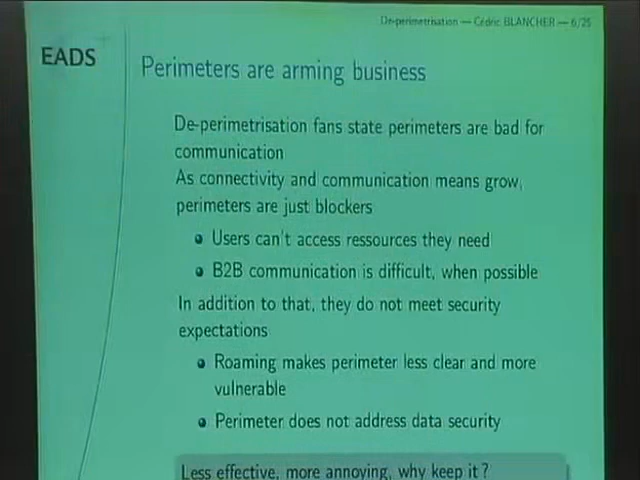 De-perimetrisation — Cédric BLANCHER — 6/25
EADS
Perimeters are arming business
De-perimetrisation fans state perimeters are bad for
communication
As connectivity and communication means grow,
perimeters are just blockers
Users can't access ressources they need
B2B communication is difficult, when possible
In addition to that, they do not meet security
expectations
Roaming makes perimeter less clear and more
vulnerable
Perimeter does not address data security
Less effective, more annoying, why keep it ?